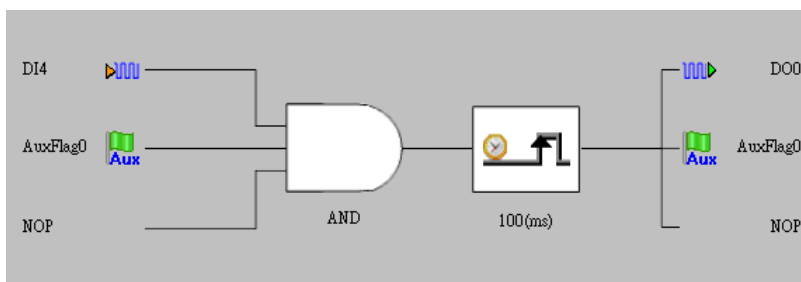 DI4
DO0
AuxFlag0
Aux
Aux
AuxFlag0
NOP
AND
100(ms)
NOP